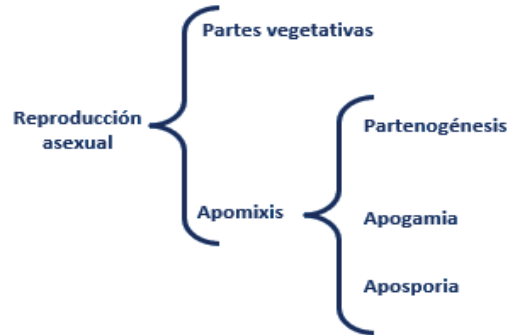 Partes vegetativas
Reproducción
asexual
Partenogénesis
Apomixis
Apogamia
Aposporia